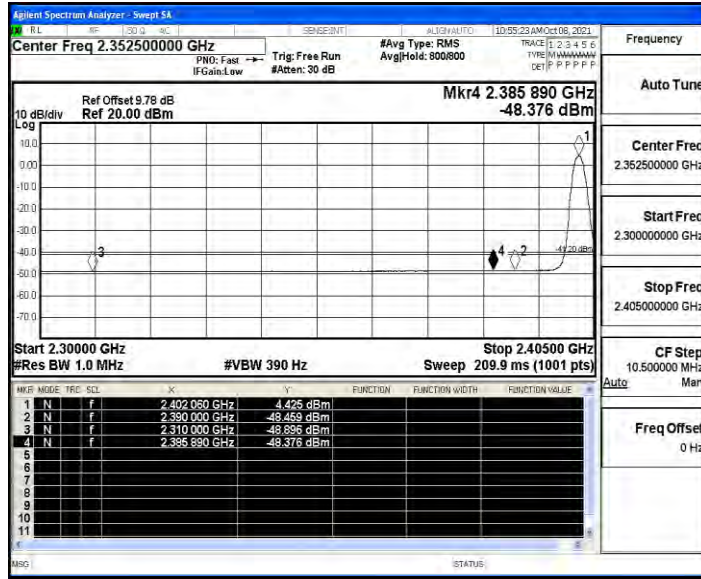 Agilent Spectrum Analyzer - Swept SA
RL RF 50 Ω AC SENSE:INT ALIGN AUTO 10:55:23 AM Oct 08, 2021
Center Freq 2.352500000 GHz
PNO: Fast
IFGain:Low
Trig: Free Run
#Atten: 30 dB
#Avg Type: RMS
Avg|Hold: 800/800
TRACE 1 2 3 4 5 6
TYPE M W W W W W
DET P P P P P P
Ref Offset 9.78 dB
10 dB/div Ref 20.00 dBm
Mkr4 2.385 890 GHz
-48.376 dBm
Log
10.0
0.00
-10.0
-20.0
-30.0
-40.0
-50.0
-60.0
-70.0
1
3
4
2
-41.20 dBm
Start 2.30000 GHz
Stop 2.40500 GHz
#Res BW 1.0 MHz
#VBW 390 Hz
Sweep 209.9 ms (1001 pts)
MKR MODE TRC SCL X Y FUNCTION FUNCTION WIDTH FUNCTION VALUE
1 N f 2.402 060 GHz 4.425 dBm
2 N f 2.390 000 GHz -48.459 dBm
3 N f 2.310 000 GHz -48.896 dBm
4 N f 2.385 890 GHz -48.376 dBm
5
6
7
8
9
10
11
MSG
STATUS
Frequency
Auto Tune
Center Freq
2.352500000 GHz
Start Freq
2.300000000 GHz
Stop Freq
2.405000000 GHz
CF Step
10.500000 MHz
Auto Man
Freq Offset
0 Hz